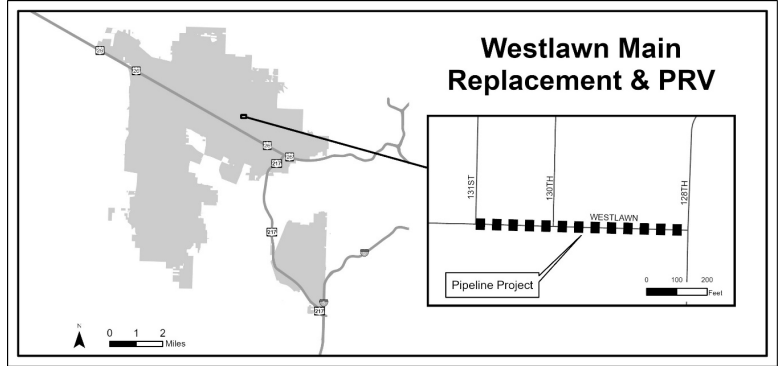 Westlawn Main
Replacement & PRV
26
26
26
26
217
217
217
131ST
130TH
128TH
WESTLAWN
Pipeline Project
0 100 200
Feet
N
0 1 2
Miles